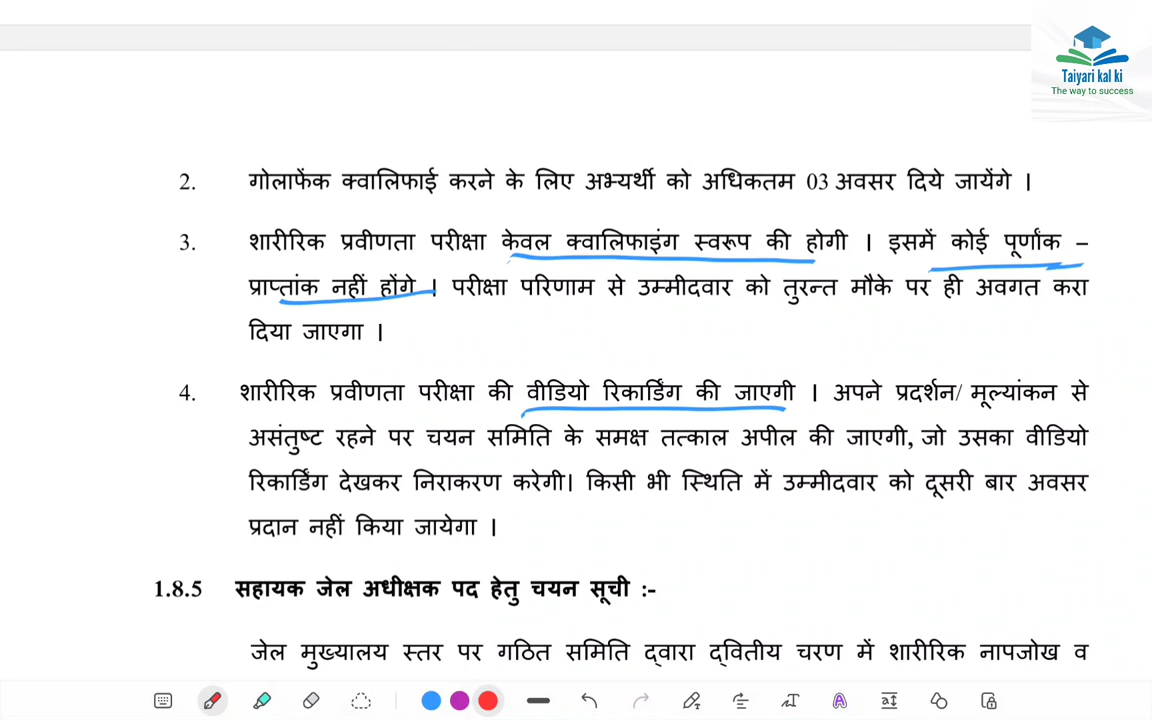 Taiyari kal ki
The way to success
2. गोलाफेंक क्वालिफाई करने के लिए अभ्यर्थी को अधिकतम 03 अवसर दिये जायेंगे ।
3. शारीरिक प्रवीणता परीक्षा केवल क्वालिफाइंग स्वरूप की होगी । इसमें कोई पूर्णांक –
प्राप्तांक नहीं होंगे । परीक्षा परिणाम से उम्मीदवार को तुरन्त मौके पर ही अवगत करा
दिया जाएगा ।
4. शारीरिक प्रवीणता परीक्षा की वीडियो रिकार्डिंग की जाएगी । अपने प्रदर्शन/ मूल्यांकन से
असंतुष्ट रहने पर चयन समिति के समक्ष तत्काल अपील की जाएगी, जो उसका वीडियो
रिकार्डिंग देखकर निराकरण करेगी। किसी भी स्थिति में उम्मीदवार को दूसरी बार अवसर
प्रदान नहीं किया जायेगा ।
1.8.5 सहायक जेल अधीक्षक पद हेतु चयन सूची :-
जेल मुख्यालय स्तर पर गठित समिति द्वारा द्वितीय चरण में शारीरिक नापजोख व